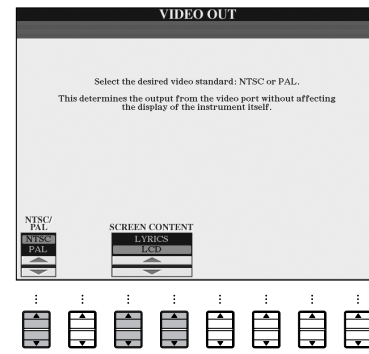 VIDEO OUT
Select the desired video standard: NTSC or PAL.
This determines the output from the video port without affecting
the display of the instrument itself.
NTSC/
PAL
NTSC
PAL
SCREEN CONTENT
LYRICS
LCD